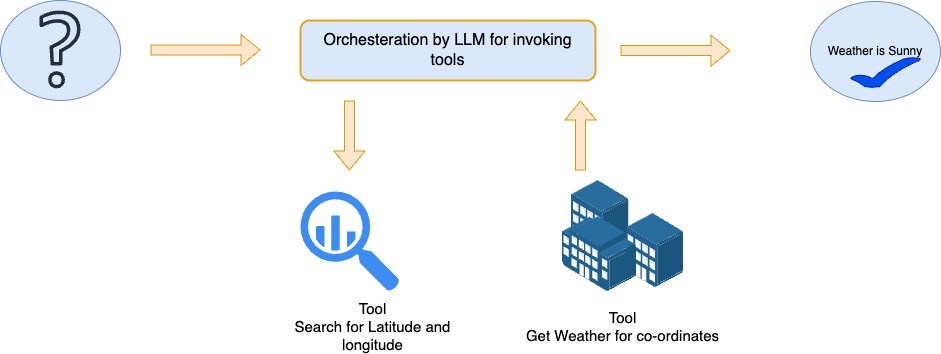 ?
Orchesteration by LLM for invoking
tools
Weather is Sunny
Tool
Search for Latitude and
longitude
Tool
Get Weather for co-ordinates